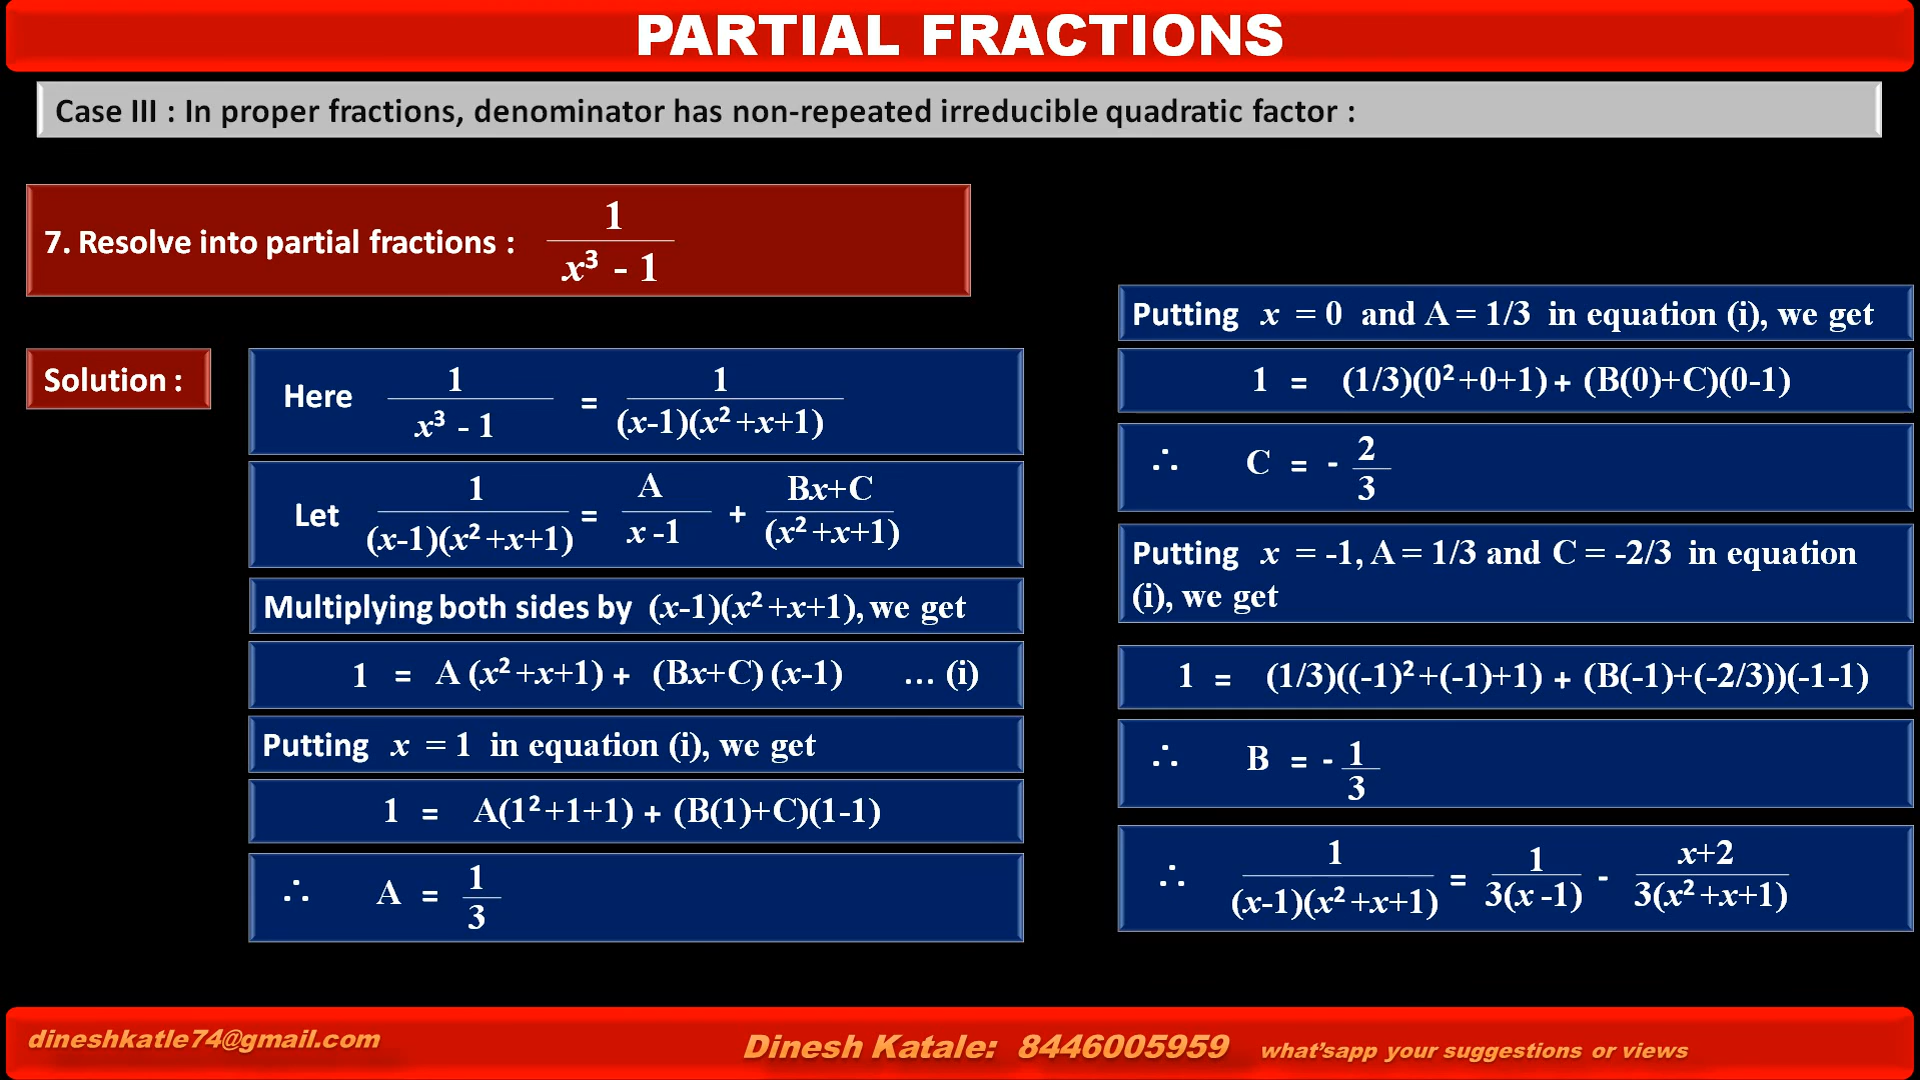 PARTIAL FRACTIONS
Case III : In proper fractions, denominator has non-repeated irreducible quadratic factor :
7. Resolve into partial fractions : 1 / (x³ - 1)
Solution :
Here 1 / (x³ - 1) = 1 / (x-1)(x²+x+1)
Let 1 / (x-1)(x²+x+1) = A / (x -1) + Bx+C / (x²+x+1)
Multiplying both sides by (x-1)(x²+x+1), we get
1 = A (x²+x+1) + (Bx+C) (x-1) ... (i)
Putting x = 1 in equation (i), we get
1 = A(1²+1+1) + (B(1)+C)(1-1)
∴ A = 1/3
Putting x = 0 and A = 1/3 in equation (i), we get
1 = (1/3)(0²+0+1) + (B(0)+C)(0-1)
∴ C = - 2/3
Putting x = -1, A = 1/3 and C = -2/3 in equation
(i), we get
1 = (1/3)((-1)²+(-1)+1) + (B(-1)+(-2/3))(-1-1)
∴ B = - 1/3
∴ 1 / (x-1)(x²+x+1) = 1 / 3(x -1) - x+2 / 3(x²+x+1)
dineshkatle74@gmail.com
Dinesh Katale: 8446005959 what'sapp your suggestions or views